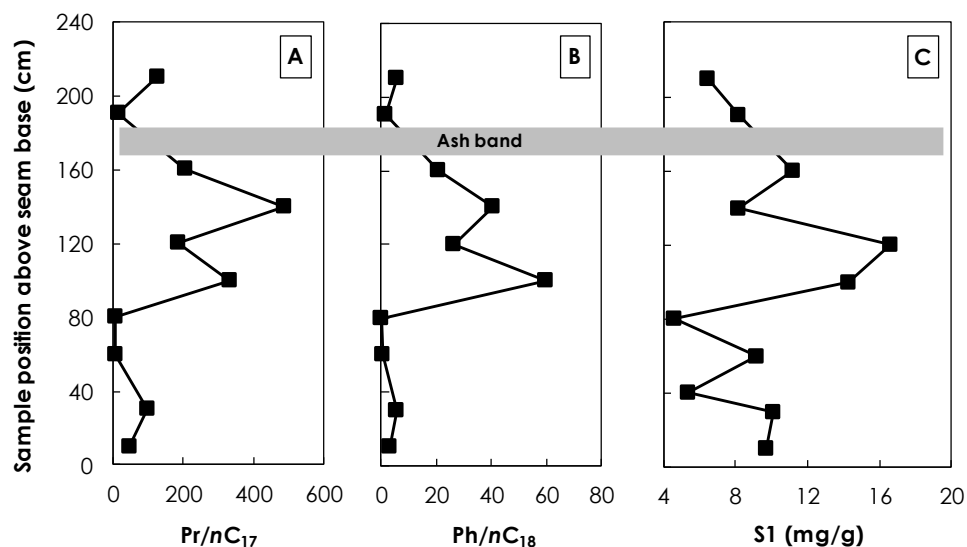 Sample position above seam base (cm)
240
200
160
120
80
40
0
A
B
C
Ash band
0 200 400 600
0 20 40 60 80
4 8 12 16 20
Pr/nC17
Ph/nC18
S1 (mg/g)